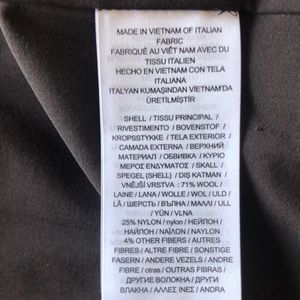 MADE IN VIETNAM OF ITALIAN
FABRIC
FABRIQUÉ AU VIÊT NAM AVEC DU
TISSU ITALIEN
HECHO EN VIETNAM CON TELA
ITALIANA
İTALYAN KUMAŞINDAN VİETNAM'DA
ÜRETİLMİŞTİR
SHELL / TISSU PRINCIPAL /
RIVESTIMENTO / BOVENSTOF /
KROPSSTYKKE / TELA EXTERIOR /
CAMADA EXTERNA / ВЕРХНИЙ
МАТЕРИАЛ / ОБВИВКА / ΚΥΡΙΟ
ΜΕΡΟΣ ΕΝΔΥΜΑΤΟΣ / SKALL /
SPEGEL (SHELL) / DIŞ KATMAN /
VNĚJŠÍ VRSTVA : 71% WOOL /
LAINE / LANA / WOLLE / WOL / ULD /
LÃ / ШЕРСТЬ / ВЪЛНА / ΜΑΛΛΙ / ULL /
YÜN / VLNA
25% NYLON / nylon / НЕЙЛОН /
НАЙЛОН / ΝΑΪΛΟΝ / NAYLON
4% OTHER FIBERS / AUTRES
FIBRES / ALTRE FIBRE / SONSTIGE
FASERN / ANDERE VEZELS / ANDRE
FIBRE / otras / OUTRAS FIBRAS /
ДРУГИЕ ВОЛОКНА / ДРУГИ
ВЛАКНА / ΑΛΛΕΣ ΙΝΕΣ / ANDRA